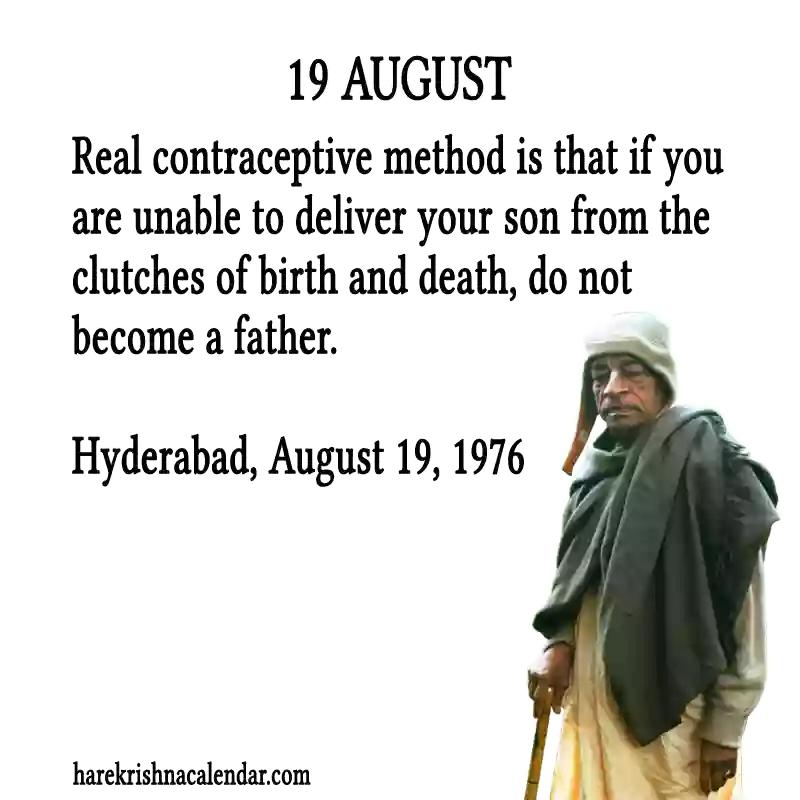 19 AUGUST
Real contraceptive method is that if you
are unable to deliver your son from the
clutches of birth and death, do not
become a father.
Hyderabad, August 19, 1976
harekrishnacalendar.com